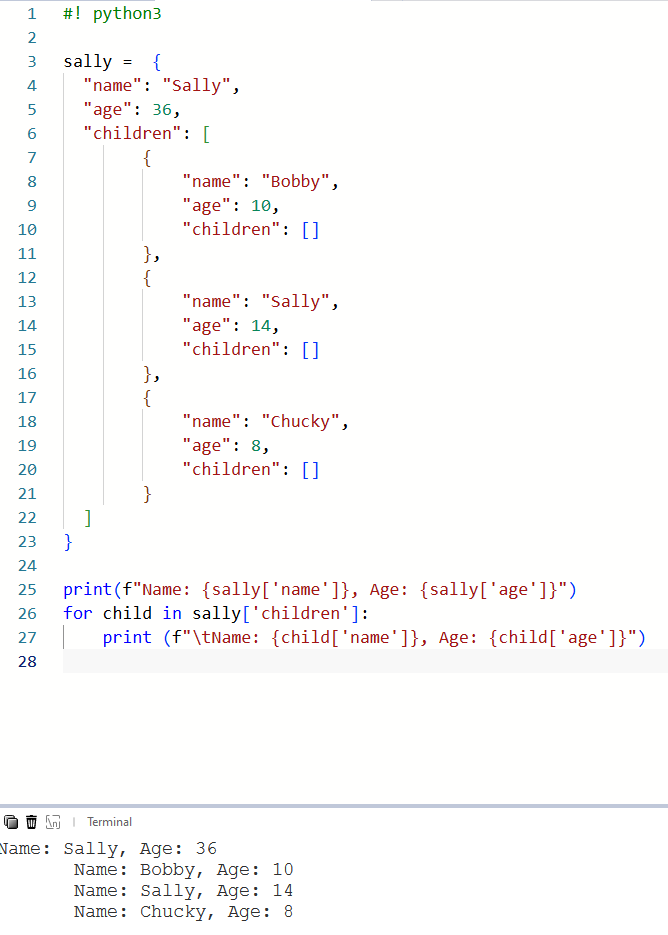 1 #! python3
2
3 sally =  {
4   "name": "Sally",
5   "age": 36,
6   "children": [
7         {
8             "name": "Bobby",
9             "age": 10,
10             "children": []
11         },
12         {
13             "name": "Sally",
14             "age": 14,
15             "children": []
16         },
17         {
18             "name": "Chucky",
19             "age": 8,
20             "children": []
21         }
22   ]
23 }
24
25 print(f"Name: {sally['name']}, Age: {sally['age']}")
26 for child in sally['children']:
27     print (f"\tName: {child['name']}, Age: {child['age']}")
28
\n | Terminal
Name: Sally, Age: 36
       Name: Bobby, Age: 10
       Name: Sally, Age: 14
       Name: Chucky, Age: 8